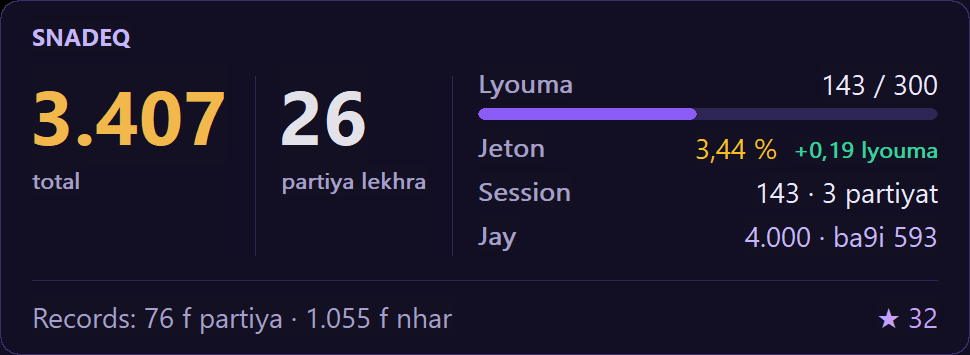 SNADEQ
3.407
total
26
partiya lekhra
Lyouma 143 / 300
Jeton 3,44 % +0,19 lyouma
Session 143 · 3 partiyat
Jay 4.000 · ba9i 593
Records: 76 f partiya · 1.055 f nhar
★ 32